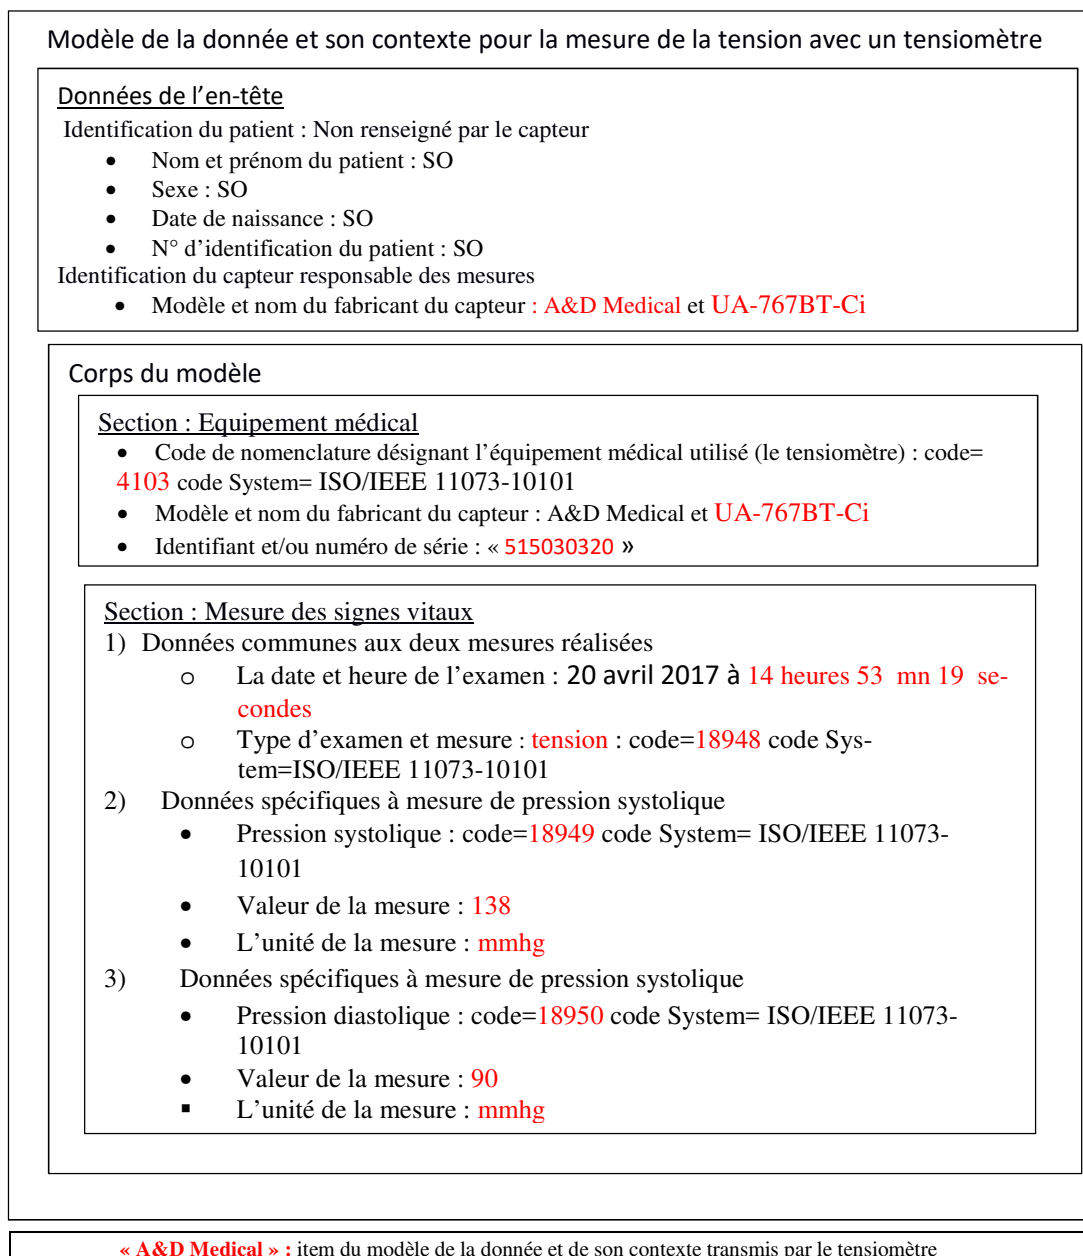 Modèle de la donnée et son contexte pour la mesure de la tension avec un tensiomètre
Données de l'en-tête
Identification du patient : Non renseigné par le capteur
• Nom et prénom du patient : SO
• Sexe : SO
• Date de naissance : SO
• N° d'identification du patient : SO
Identification du capteur responsable des mesures
• Modèle et nom du fabricant du capteur : A&D Medical et UA-767BT-Ci
Corps du modèle
Section : Equipement médical
• Code de nomenclature désignant l'équipement médical utilisé (le tensiomètre) : code=
4103 code System= ISO/IEEE 11073-10101
• Modèle et nom du fabricant du capteur : A&D Medical et UA-767BT-Ci
• Identifiant et/ou numéro de série : « 515030320 »
Section : Mesure des signes vitaux
1) Données communes aux deux mesures réalisées
o La date et heure de l'examen : 20 avril 2017 à 14 heures 53 mn 19 se-
condes
o Type d'examen et mesure : tension : code=18948 code Sys-
tem=ISO/IEEE 11073-10101
2) Données spécifiques à mesure de pression systolique
• Pression systolique : code=18949 code System= ISO/IEEE 11073-
10101
• Valeur de la mesure : 138
• L'unité de la mesure : mmhg
3) Données spécifiques à mesure de pression systolique
• Pression diastolique : code=18950 code System= ISO/IEEE 11073-
10101
• Valeur de la mesure : 90
▪ L'unité de la mesure : mmhg
« A&D Medical » : item du modèle de la donnée et de son contexte transmis par le tensiomètre